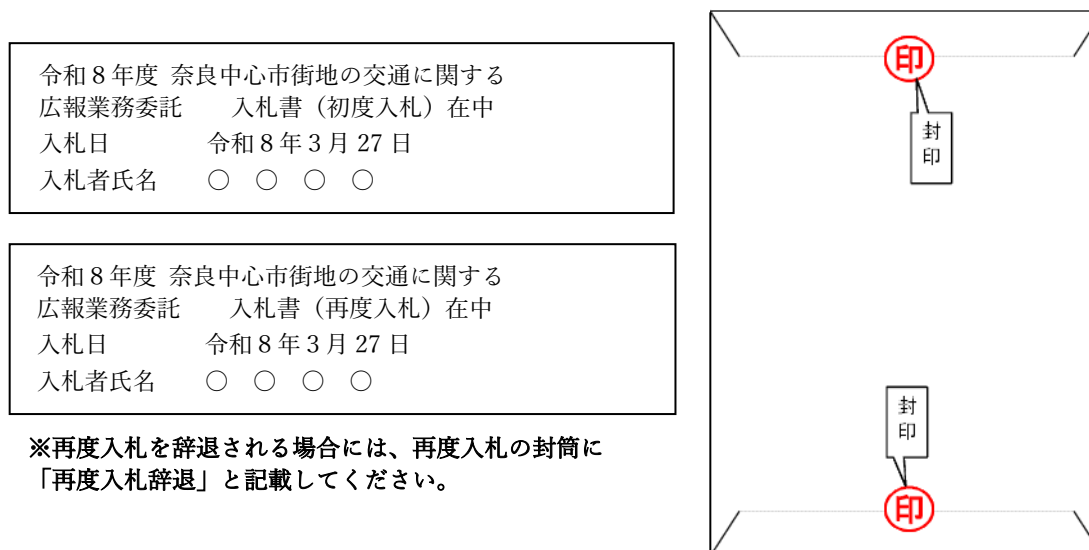 令和８年度 奈良中心市街地の交通に関する
広報業務委託　　入札書（初度入札）在中
入札日　　　　令和８年３月 27 日
入札者氏名　　○　○　○　○
令和８年度 奈良中心市街地の交通に関する
広報業務委託　　入札書（再度入札）在中
入札日　　　　令和８年３月 27 日
入札者氏名　　○　○　○　○
※再度入札を辞退される場合には、再度入札の封筒に
「再度入札辞退」と記載してください。
印
封印
封印
印